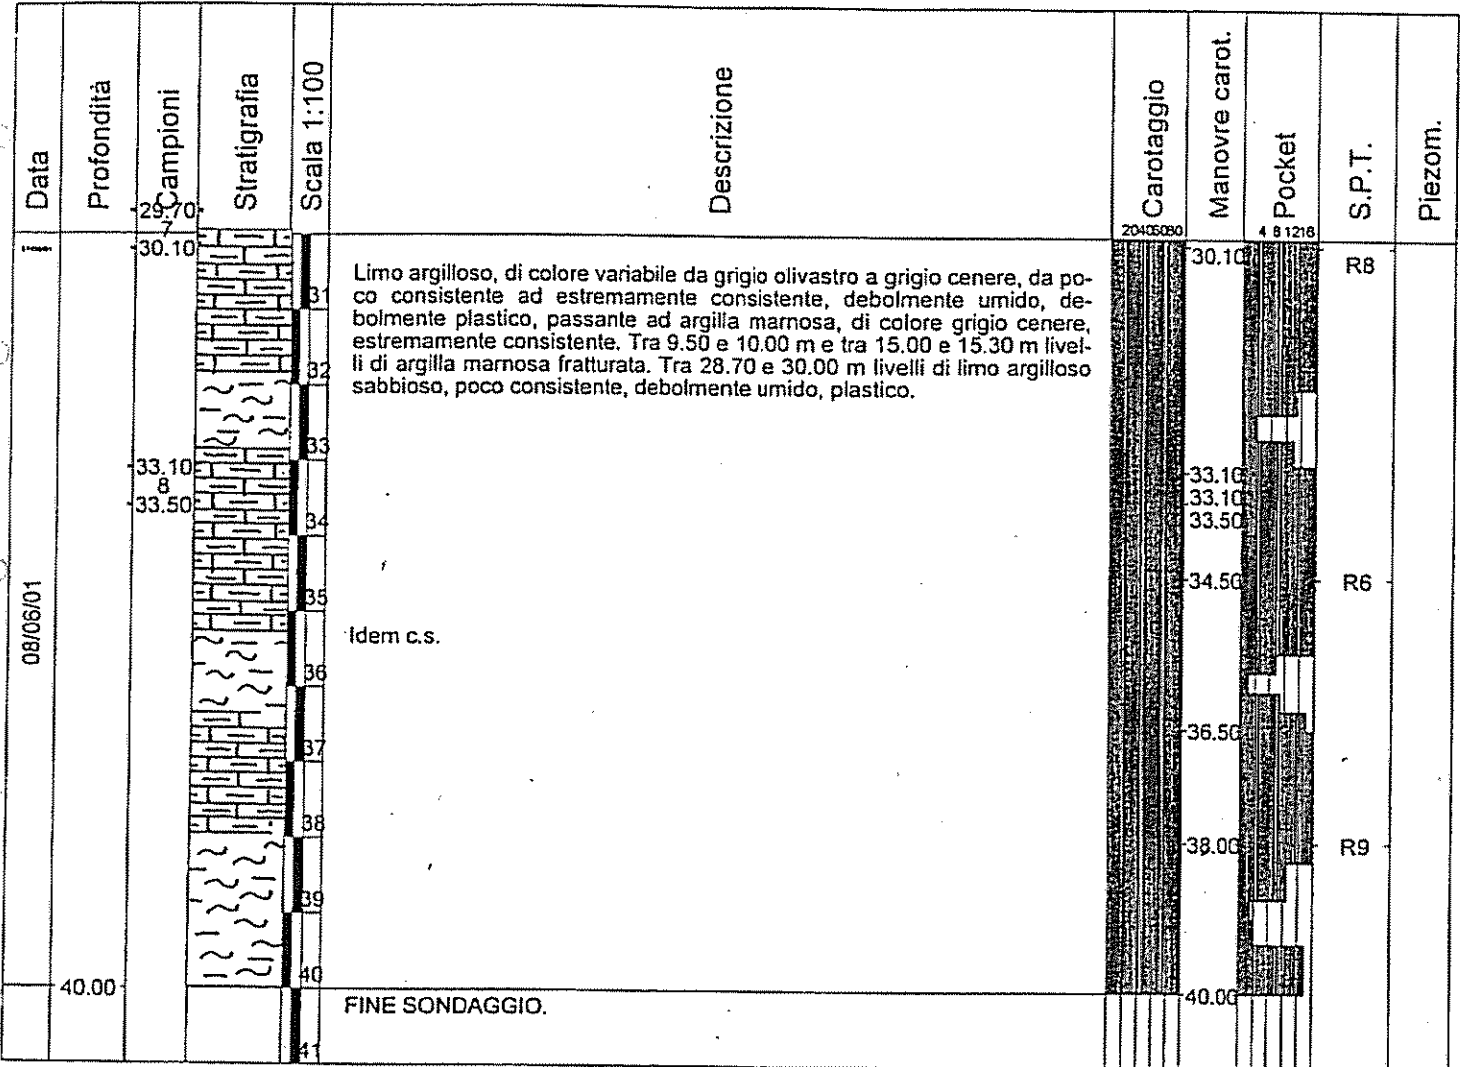 Data
Profondità
Campioni
Stratigrafia
Scala 1:100
Descrizione
Carotaggio
Manovre carot.
Pocket
S.P.T.
Piezom.
20406080
4 8 1216
29.70
7
30.10
Limo argilloso, di colore variabile da grigio olivastro a grigio cenere, da po-
co consistente ad estremamente consistente, debolmente umido, de-
bolmente plastico, passante ad argilla marnosa, di colore grigio cenere,
estremamente consistente. Tra 9.50 e 10.00 m e tra 15.00 e 15.30 m livel-
li di argilla marnosa fratturata. Tra 28.70 e 30.00 m livelli di limo argilloso
sabbioso, poco consistente, debolmente umido, plastico.
30.10
R8
31
32
33
33.10
8
33.50
34
33.10
33.10
33.50
34.50
R6
35
08/06/01
Idem c.s.
36
36.50
37
38
38.00
R9
39
40
40.00
40.00
FINE SONDAGGIO.
41